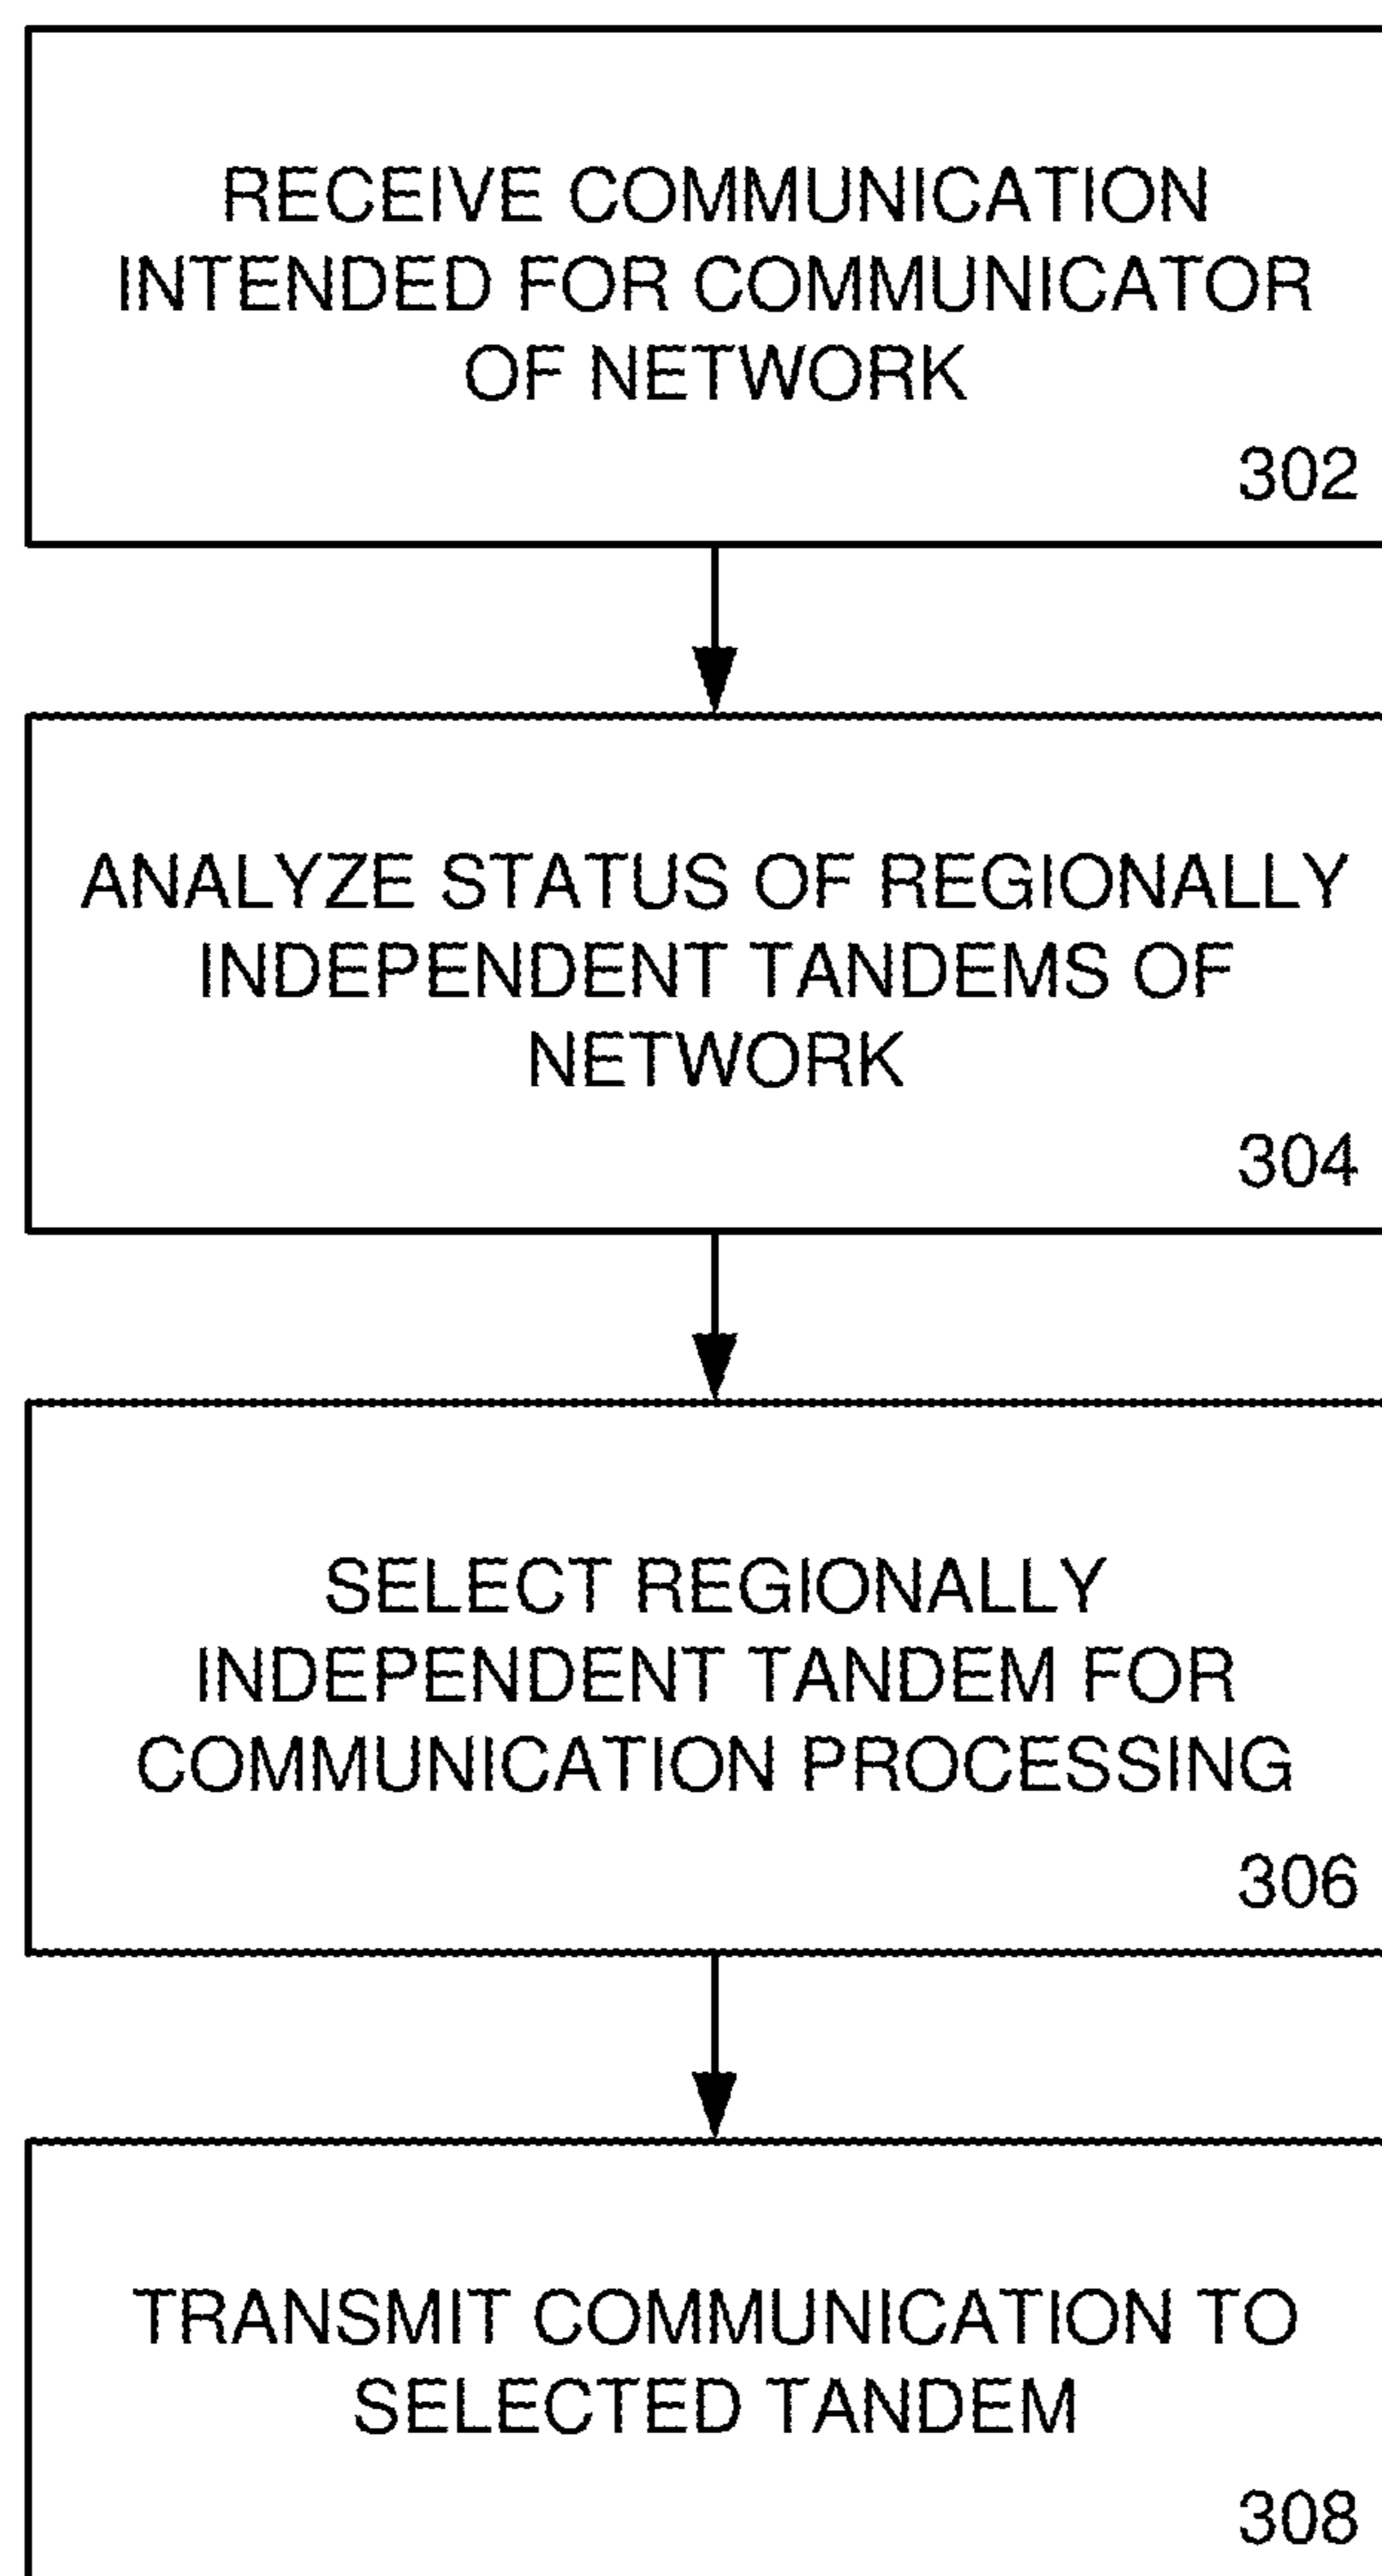 RECEIVE COMMUNICATION
INTENDED FOR COMMUNICATOR
OF NETWORK
302
ANALYZE STATUS OF REGIONALLY
INDEPENDENT TANDEMS OF
NETWORK
304
SELECT REGIONALLY
INDEPENDENT TANDEM FOR
COMMUNICATION PROCESSING
306
TRANSMIT COMMUNICATION TO
SELECTED TANDEM
308